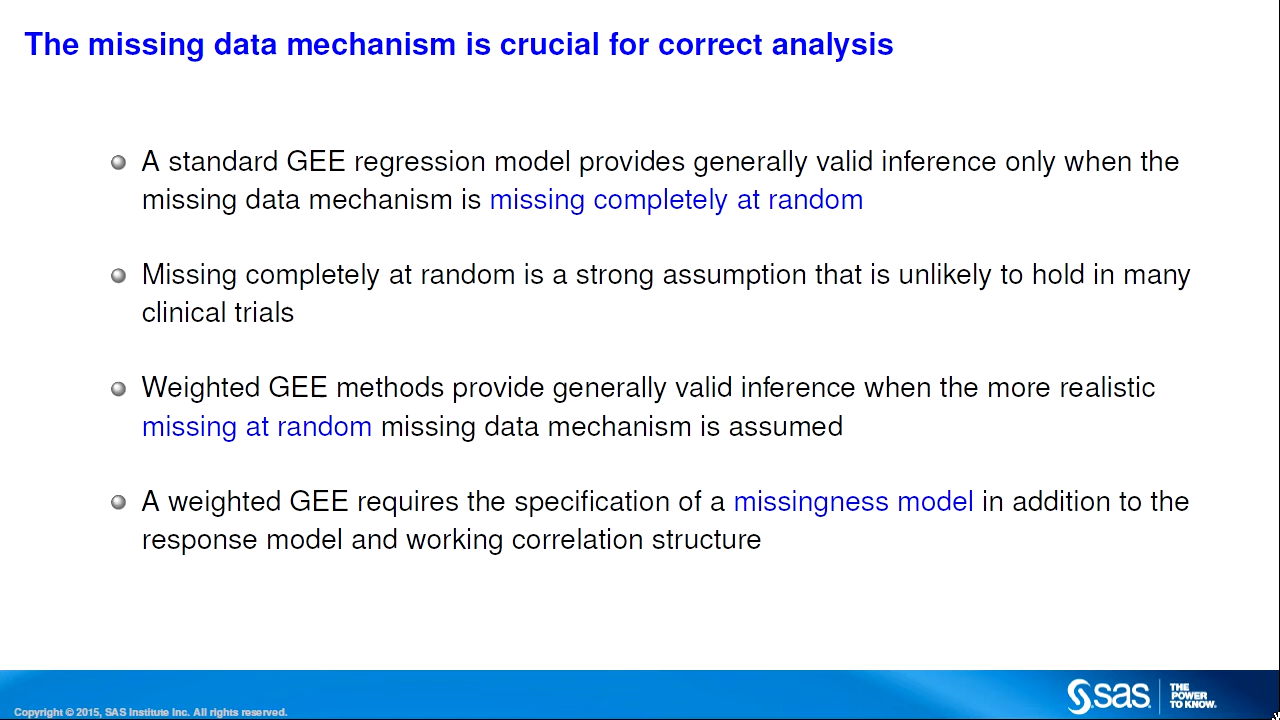 The missing data mechanism is crucial for correct analysis
A standard GEE regression model provides generally valid inference only when the
missing data mechanism is missing completely at random
Missing completely at random is a strong assumption that is unlikely to hold in many
clinical trials
Weighted GEE methods provide generally valid inference when the more realistic
missing at random missing data mechanism is assumed
A weighted GEE requires the specification of a missingness model in addition to the
response model and working correlation structure
Copyright © 2015, SAS Institute Inc. All rights reserved.
sas
THE
POWER
TO KNOW.